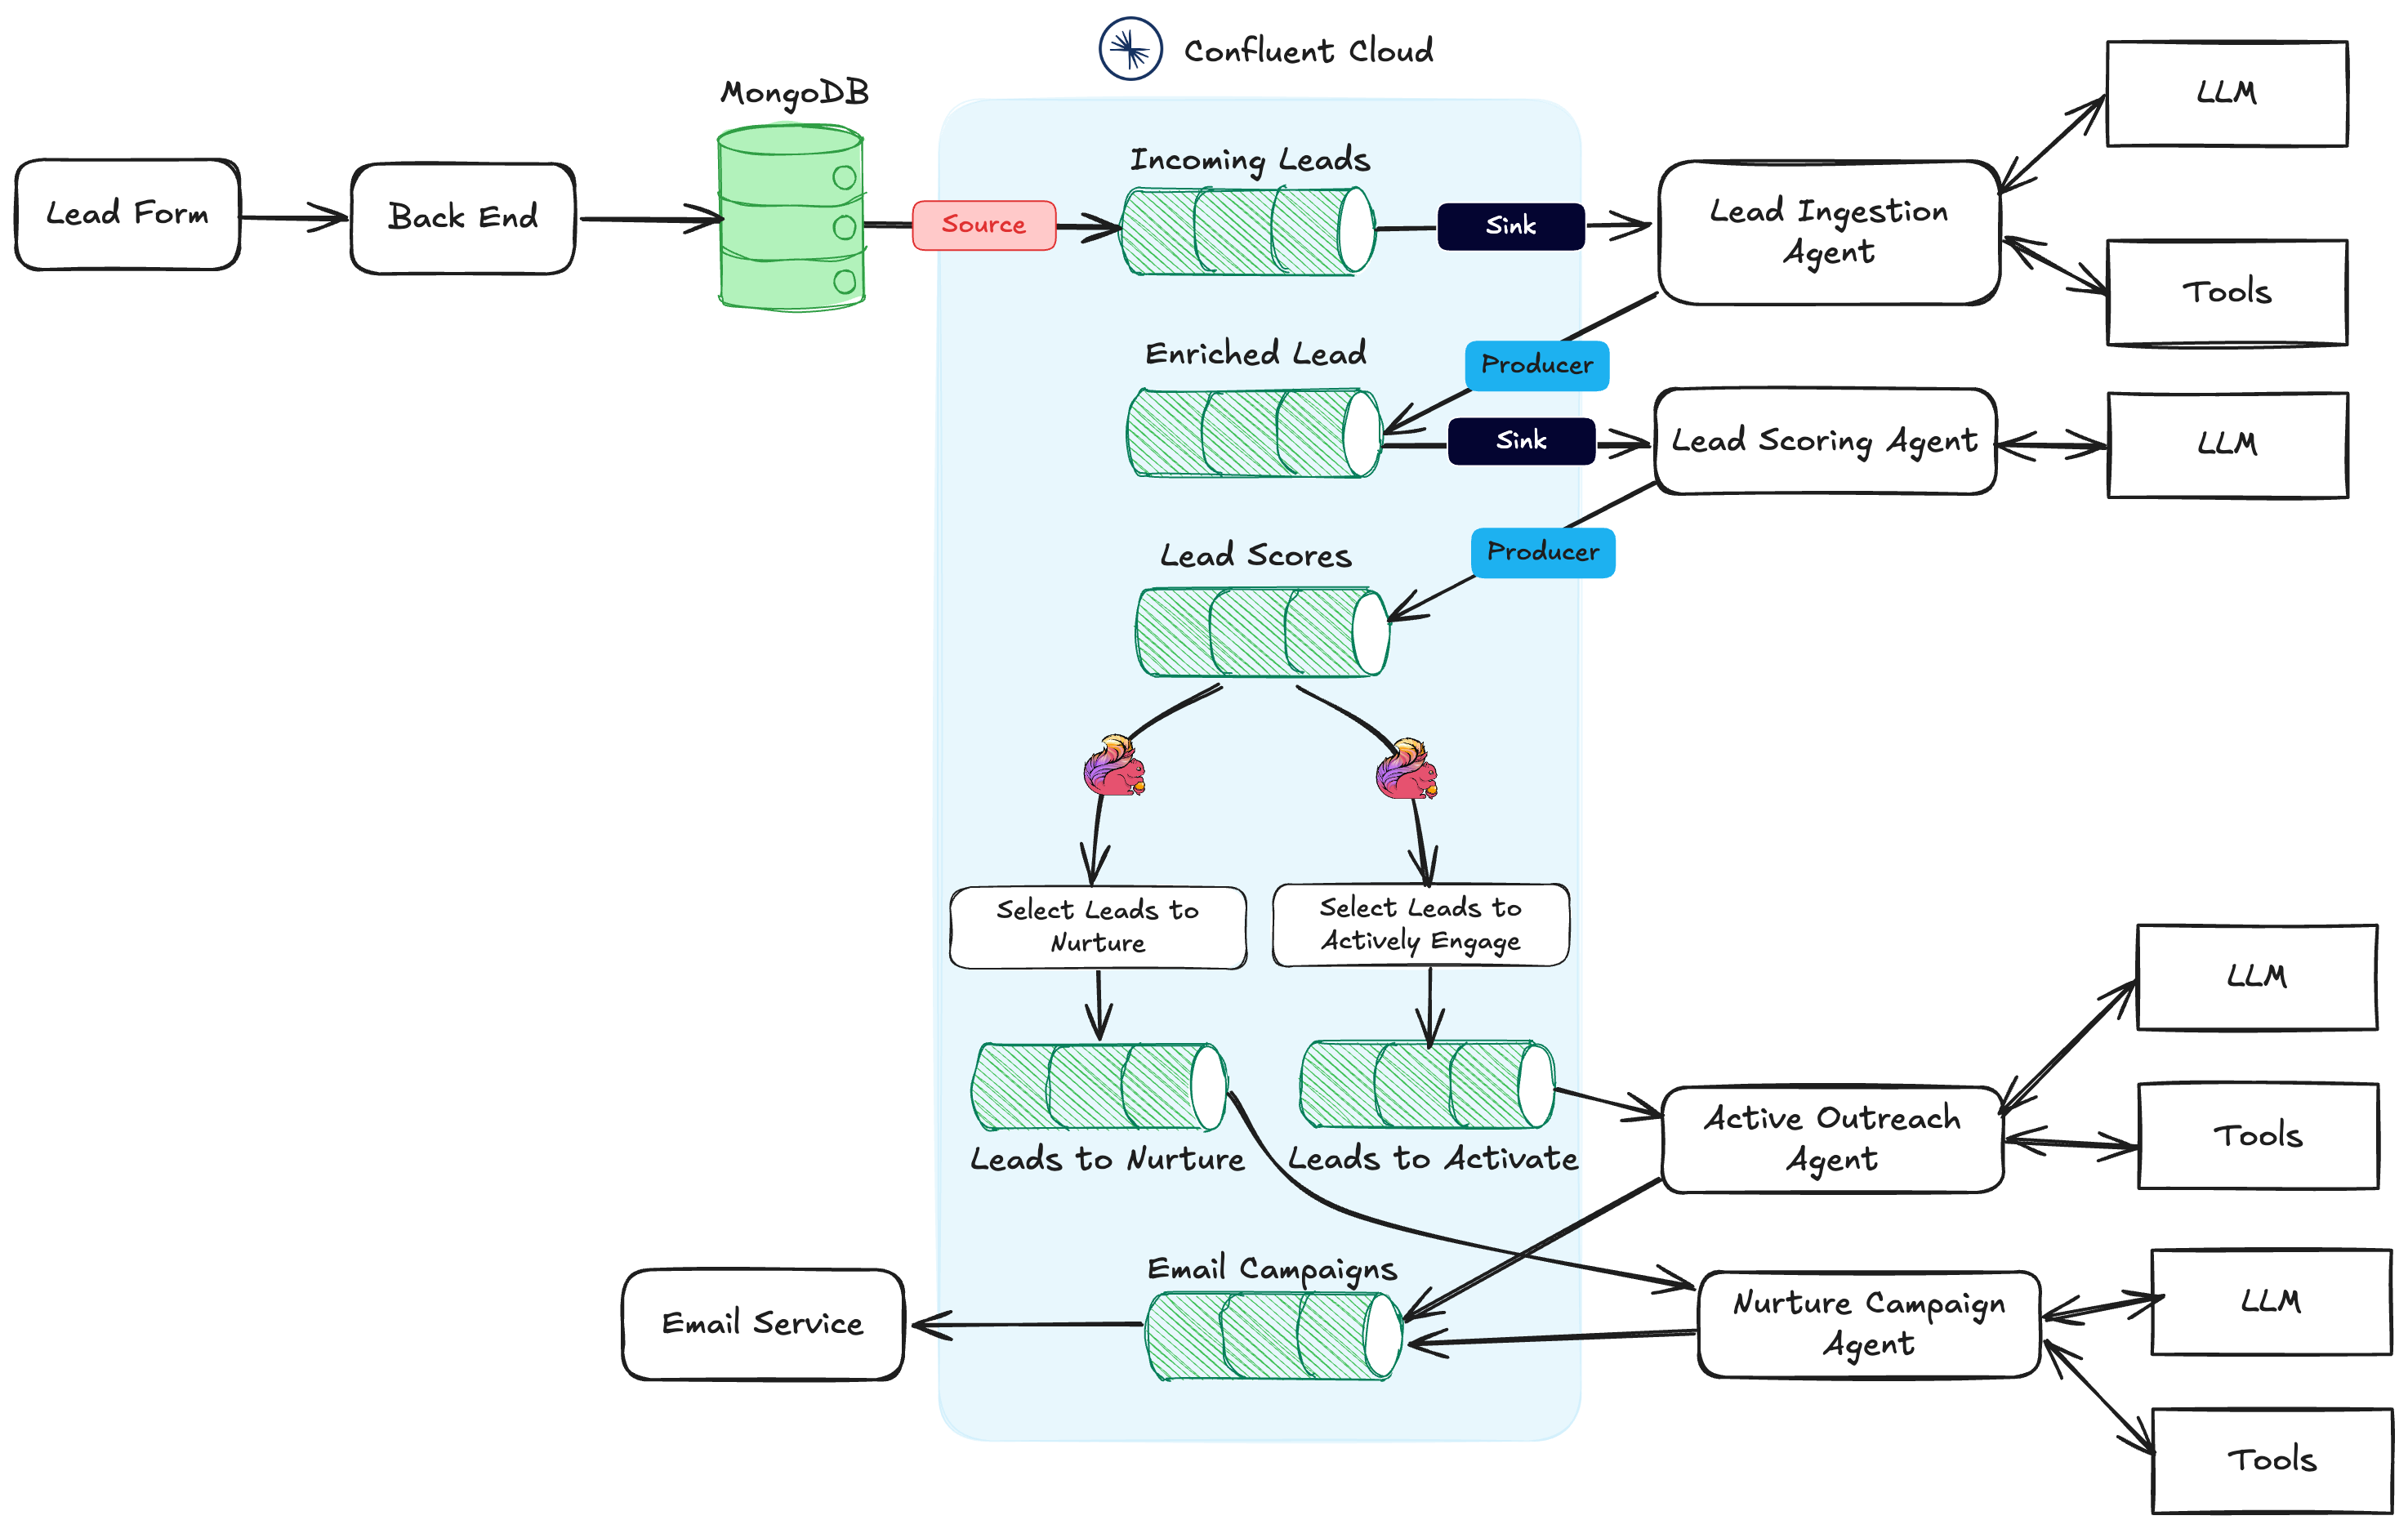 Confluent Cloud
MongoDB
LLM
Incoming Leads
Lead Form
Back End
Source
Sink
Lead Ingestion
Agent
Tools
Enriched Lead
Producer
Sink
Lead Scoring Agent
LLM
Lead Scores
Producer
Select Leads to
Nurture
Select Leads to
Actively Engage
LLM
Active Outreach
Agent
Tools
Leads to Nurture
Leads to Activate
Email Campaigns
Email Service
Nurture Campaign
Agent
LLM
Tools